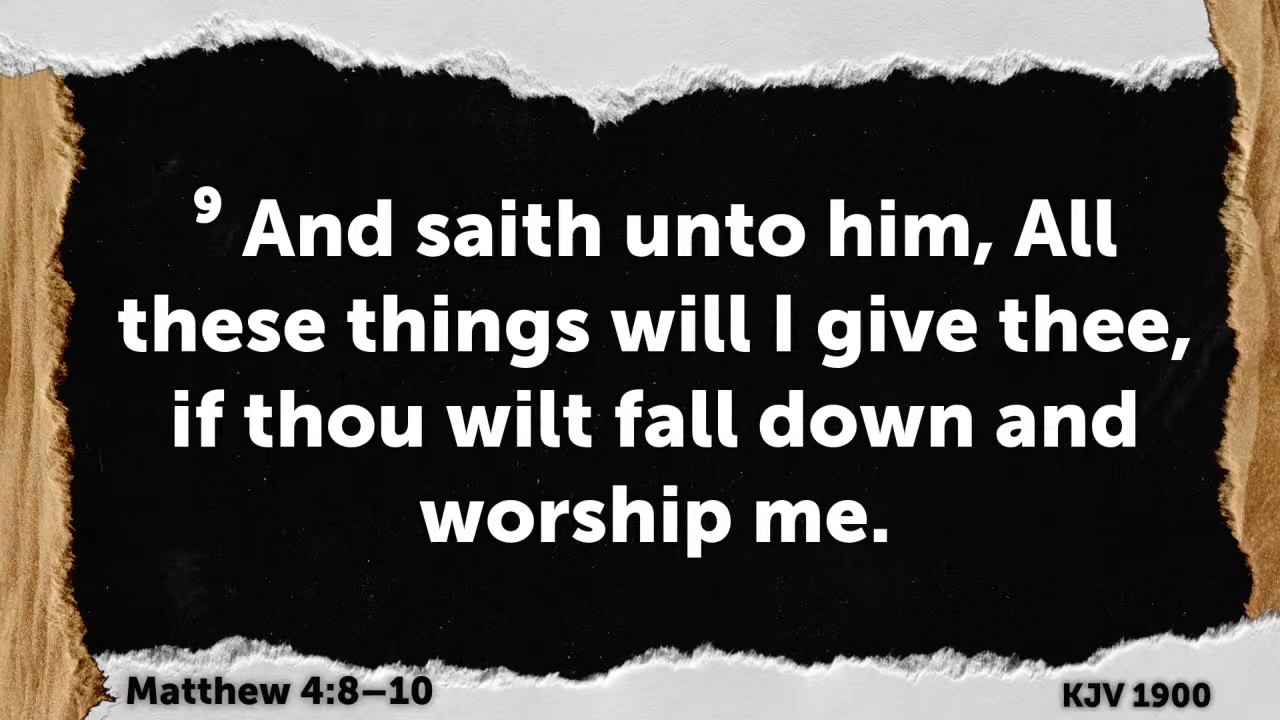 ⁹ And saith unto him, All
these things will I give thee,
if thou wilt fall down and
worship me.
Matthew 4:8–10
KJV 1900